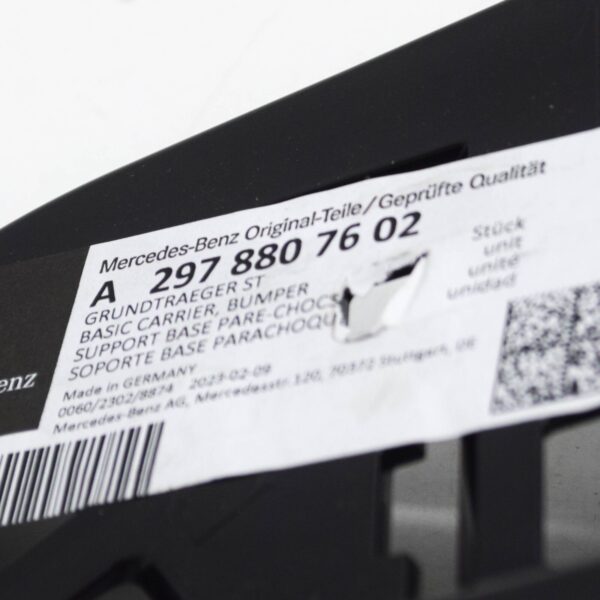 Mercedes-Benz Original-Teile/Geprüfte Qualität
A 297 880 76 02
GRUNDTRAEGER ST
BASIC CARRIER, BUMPER
SUPPORT BASE PARE-CHOCS
SOPORTE BASE PARACHOQU
Stück
unit
unité
unidad
Made in GERMANY
0060/2302/8874 2023-02-09
Mercedes-Benz AG, Mercedesstr.120, 70372 Stuttgart, DE
enz